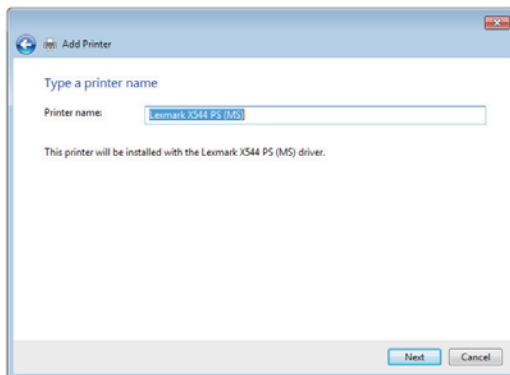 Add Printer
Type a printer name
Printer name:
Lexmark X544 PS (MS)
This printer will be installed with the Lexmark X544 PS (MS) driver.
Next
Cancel